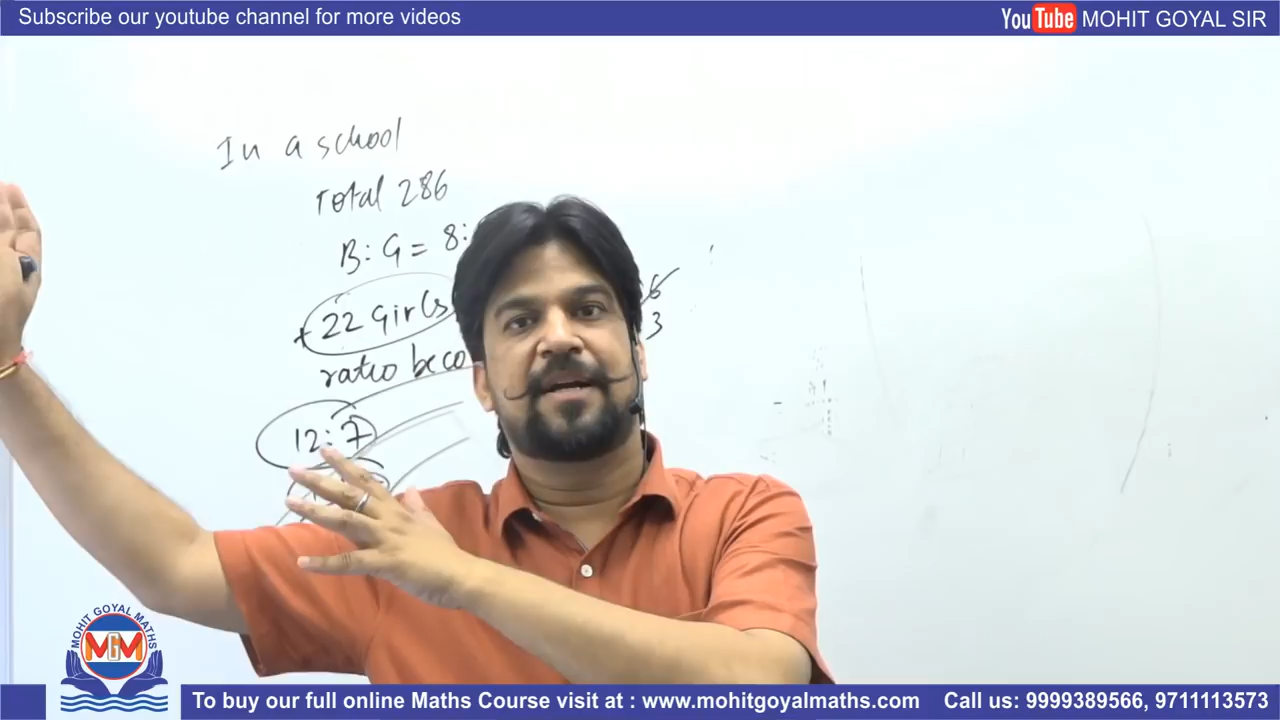 Subscribe our youtube channel for more videos
YouTube MOHIT GOYAL SIR
In a school
Total 286
B:G = 8:
+22 Girls
6
3
ratio beco
12:7
MOHIT GOYAL MATHS
MGM
To buy our full online Maths Course visit at : www.mohitgoyalmaths.com Call us: 9999389566, 9711113573